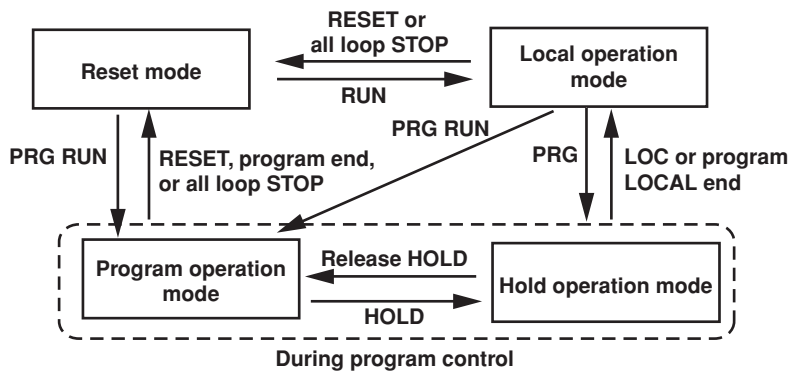 RESET or
all loop STOP
Reset mode
Local operation
mode
RUN
PRG RUN
PRG RUN
RESET, program end,
or all loop STOP
PRG
LOC or program
LOCAL end
Program operation
mode
Release HOLD
HOLD
Hold operation mode
During program control